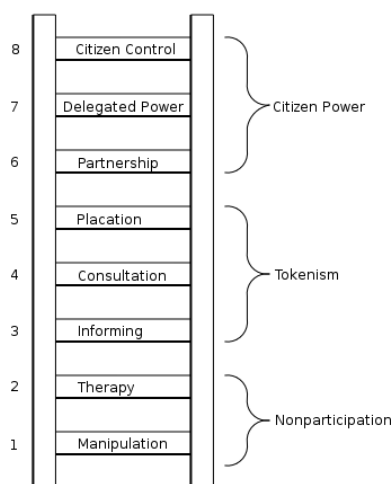 8 Citizen Control
7 Delegated Power
Citizen Power
6 Partnership
5 Placation
4 Consultation
Tokenism
3 Informing
2 Therapy
Nonparticipation
1 Manipulation